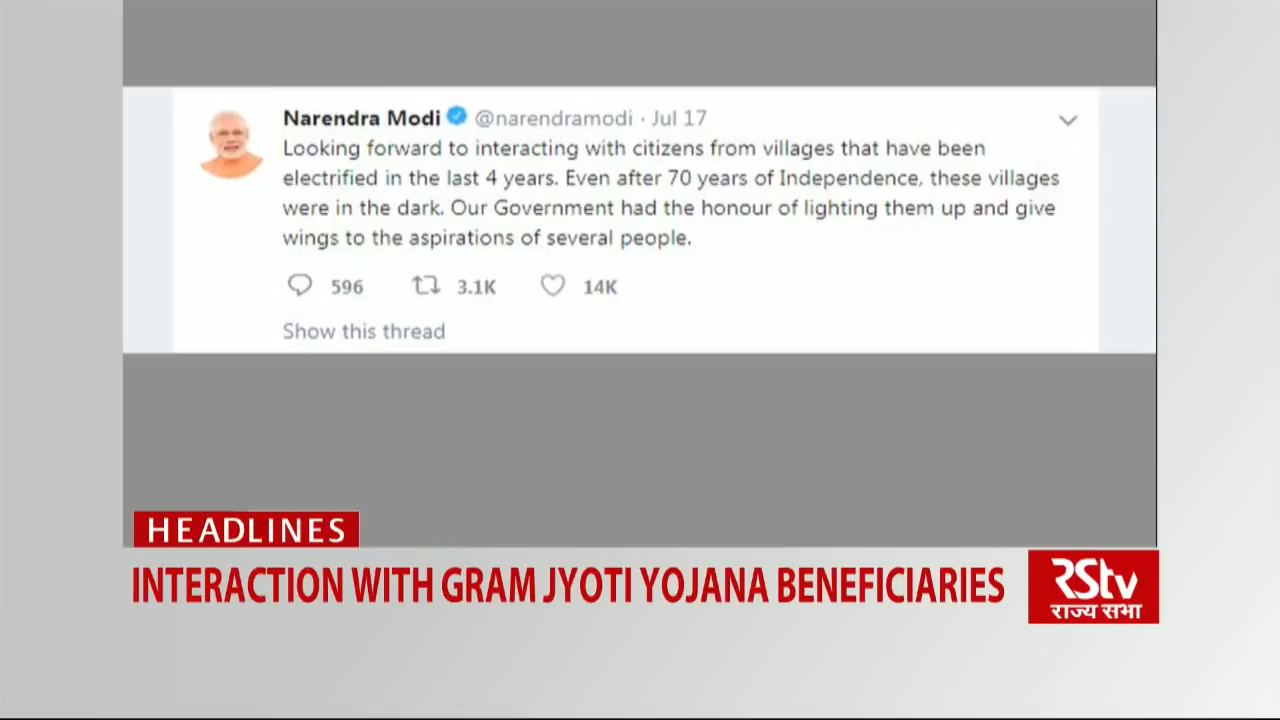 Narendra Modi @narendramodi · Jul 17
Looking forward to interacting with citizens from villages that have been
electrified in the last 4 years. Even after 70 years of Independence, these villages
were in the dark. Our Government had the honour of lighting them up and give
wings to the aspirations of several people.
596 3.1K 14K
Show this thread
HEADLINES
INTERACTION WITH GRAM JYOTI YOJANA BENEFICIARIES
RStv
राज्य सभा